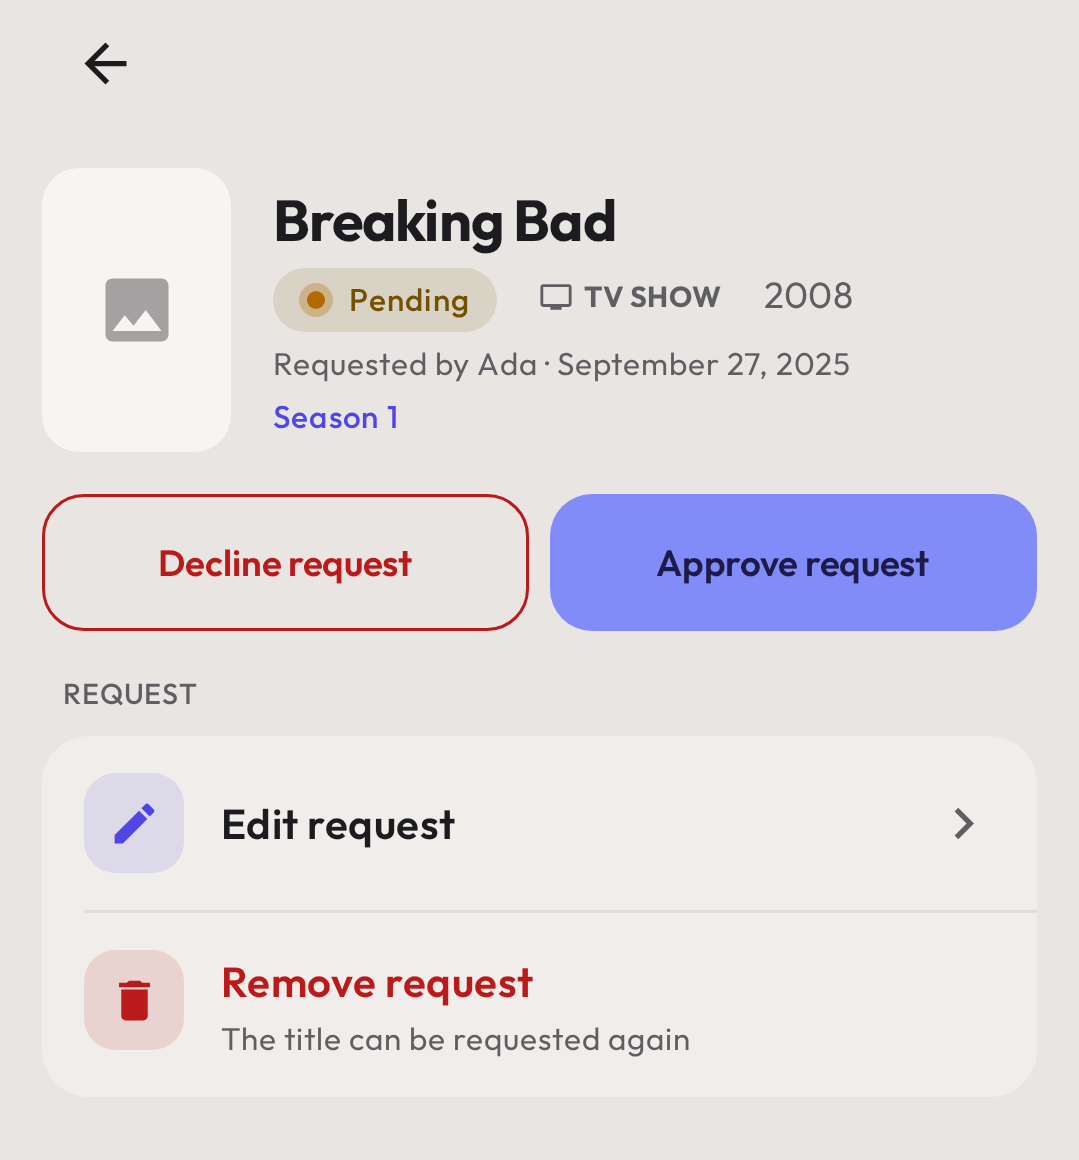 Breaking Bad
Pending TV SHOW 2008
Requested by Ada · September 27, 2025
Season 1
Decline request Approve request
REQUEST
Edit request
Remove request
The title can be requested again